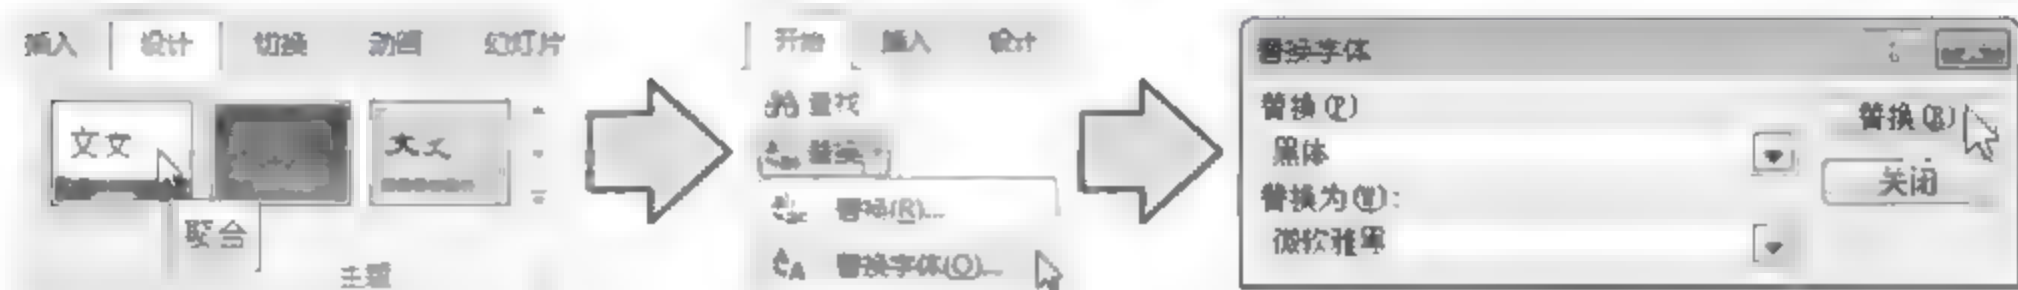 插入 设计 切换 动画 幻灯片
文文
文文
聚合
主题
开始 插入 设计
查找
替换
替换(R)...
替换字体(O)...
替换字体
替换(P)
黑体
替换为(W):
微软雅黑
替换(R)
关闭